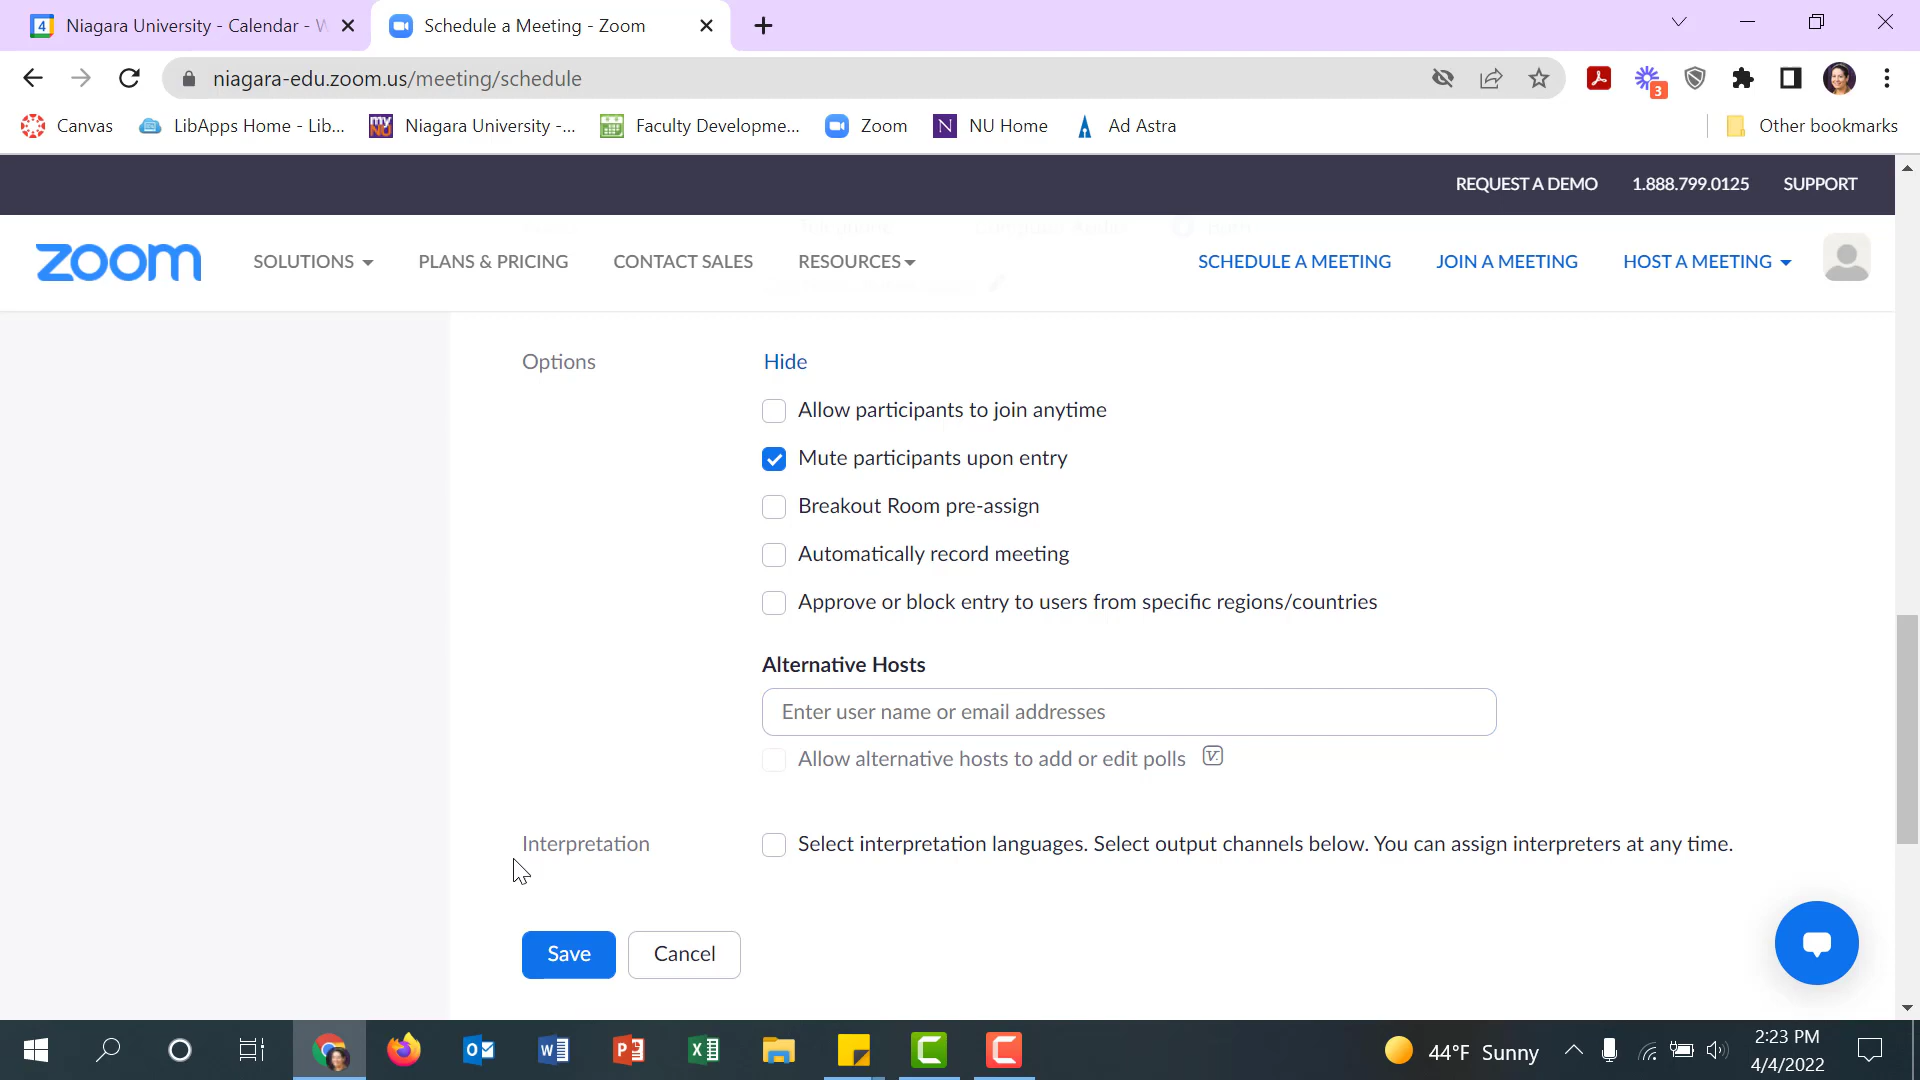 4 Niagara University - Calendar - W
Schedule a Meeting - Zoom
niagara-edu.zoom.us/meeting/schedule
3
Canvas
LibApps Home - Lib...
myNU Niagara University -...
Faculty Developme...
Zoom
N NU Home
Ad Astra
Other bookmarks
REQUEST A DEMO 1.888.799.0125 SUPPORT
zoom SOLUTIONS PLANS & PRICING CONTACT SALES RESOURCES SCHEDULE A MEETING JOIN A MEETING HOST A MEETING
Options Hide
Allow participants to join anytime
Mute participants upon entry
Breakout Room pre-assign
Automatically record meeting
Approve or block entry to users from specific regions/countries
Alternative Hosts
Enter user name or email addresses
Allow alternative hosts to add or edit polls
Interpretation Select interpretation languages. Select output channels below. You can assign interpreters at any time.
Save Cancel
44°F Sunny
2:23 PM
4/4/2022